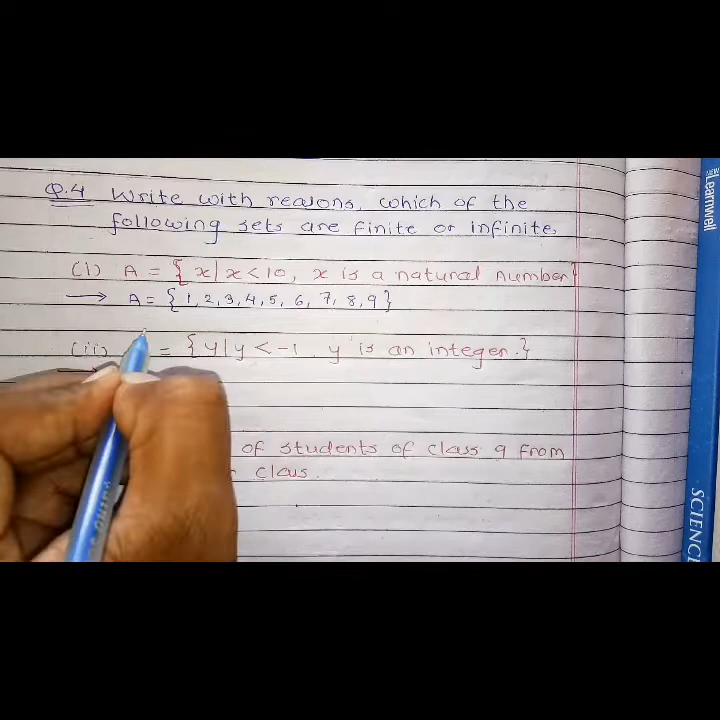 Q.4 Write with reasons, which of the
following sets are finite or infinite.
(i) A = { x | x < 10, x is a natural number}
→ A = { 1, 2, 3, 4, 5, 6, 7, 8, 9 }
(ii) = { y | y < -1, y is an integer. }
of students of class 9 from
class.
NEW
Learnwell
SCIENCE